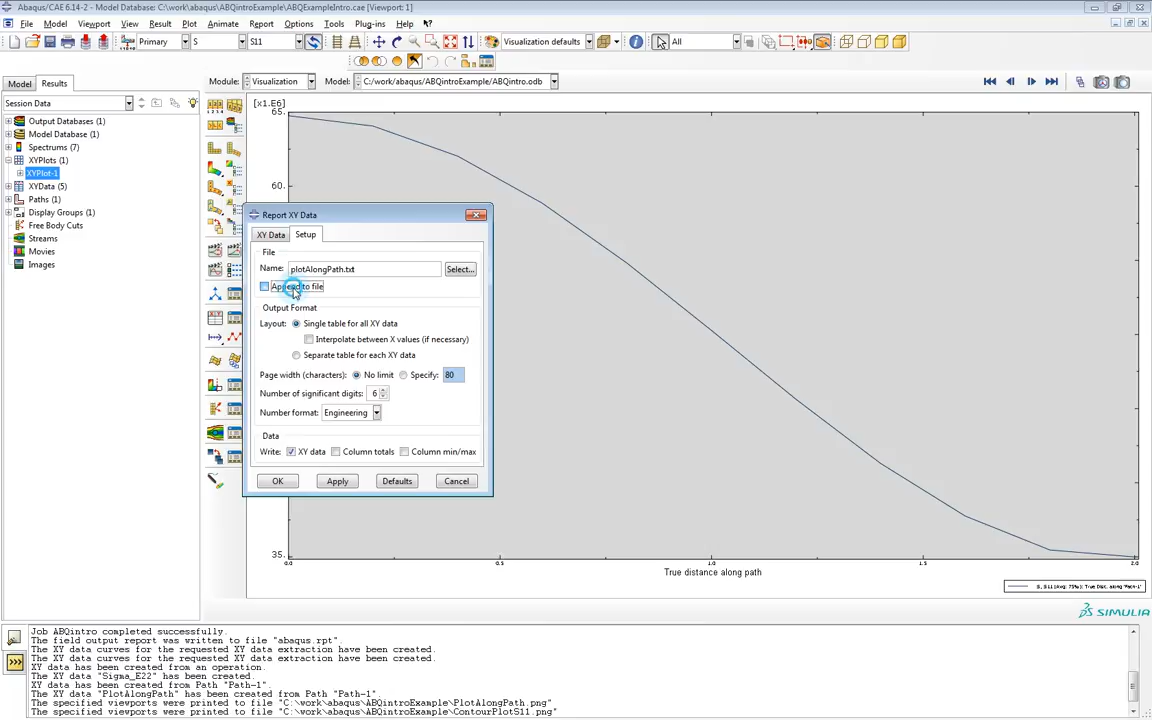 Abaqus/CAE 6.14-2 - Model Database: C:\work\abaqus\ABQintroExample/ABQExampleIntro.cae [Viewport: 1]
File Model Viewport View Result Plot Animate Report Options Tools Plug-ins Help
Primary S S11 Visualization defaults All
Model Results Module: Visualization Model: C:/work/abaqus/ABQintroExample/ABQintro.odb
Session Data
Output Databases (1)
Model Database (1)
Spectrums (7)
XYPlots (1)
XYPlot-1
XYData (5)
Paths (1)
Display Groups (1)
Free Body Cuts
Streams
Movies
Images
[x1.E6]
65.
60.
35.
0.0 0.5 1.0 1.5 2.0
True distance along path
S, S11 (Avg: 75%): True Dist. along 'Path-1'
Report XY Data
XY Data Setup
File
Name: plotAlongPath.txt Select...
Append to file
Output Format
Layout: Single table for all XY data
Interpolate between X values (if necessary)
Separate table for each XY data
Page width (characters): No limit Specify: 80
Number of significant digits: 6
Number format: Engineering
Data
Write: XY data Column totals Column min/max
OK Apply Defaults Cancel
SIMULIA
Job ABQintro completed successfully.
The field output report was written to file "abaqus.rpt".
The XY data curves for the requested XY data extraction have been created.
The XY data curves for the requested XY data extraction have been created.
XY data has been created from an operation.
The XY data "Sigma_E22" has been created.
XY data was created from Path "Path-1".
The XY data "PlotAlongPath" has been created from Path "Path-1".
The specified viewports were printed to file "C:\work\abaqus\ABQintroExample\PlotAlongPath.png"
The specified viewports were printed to file "C:\work\abaqus\ABQintroExample\ContourPlotS11.png"